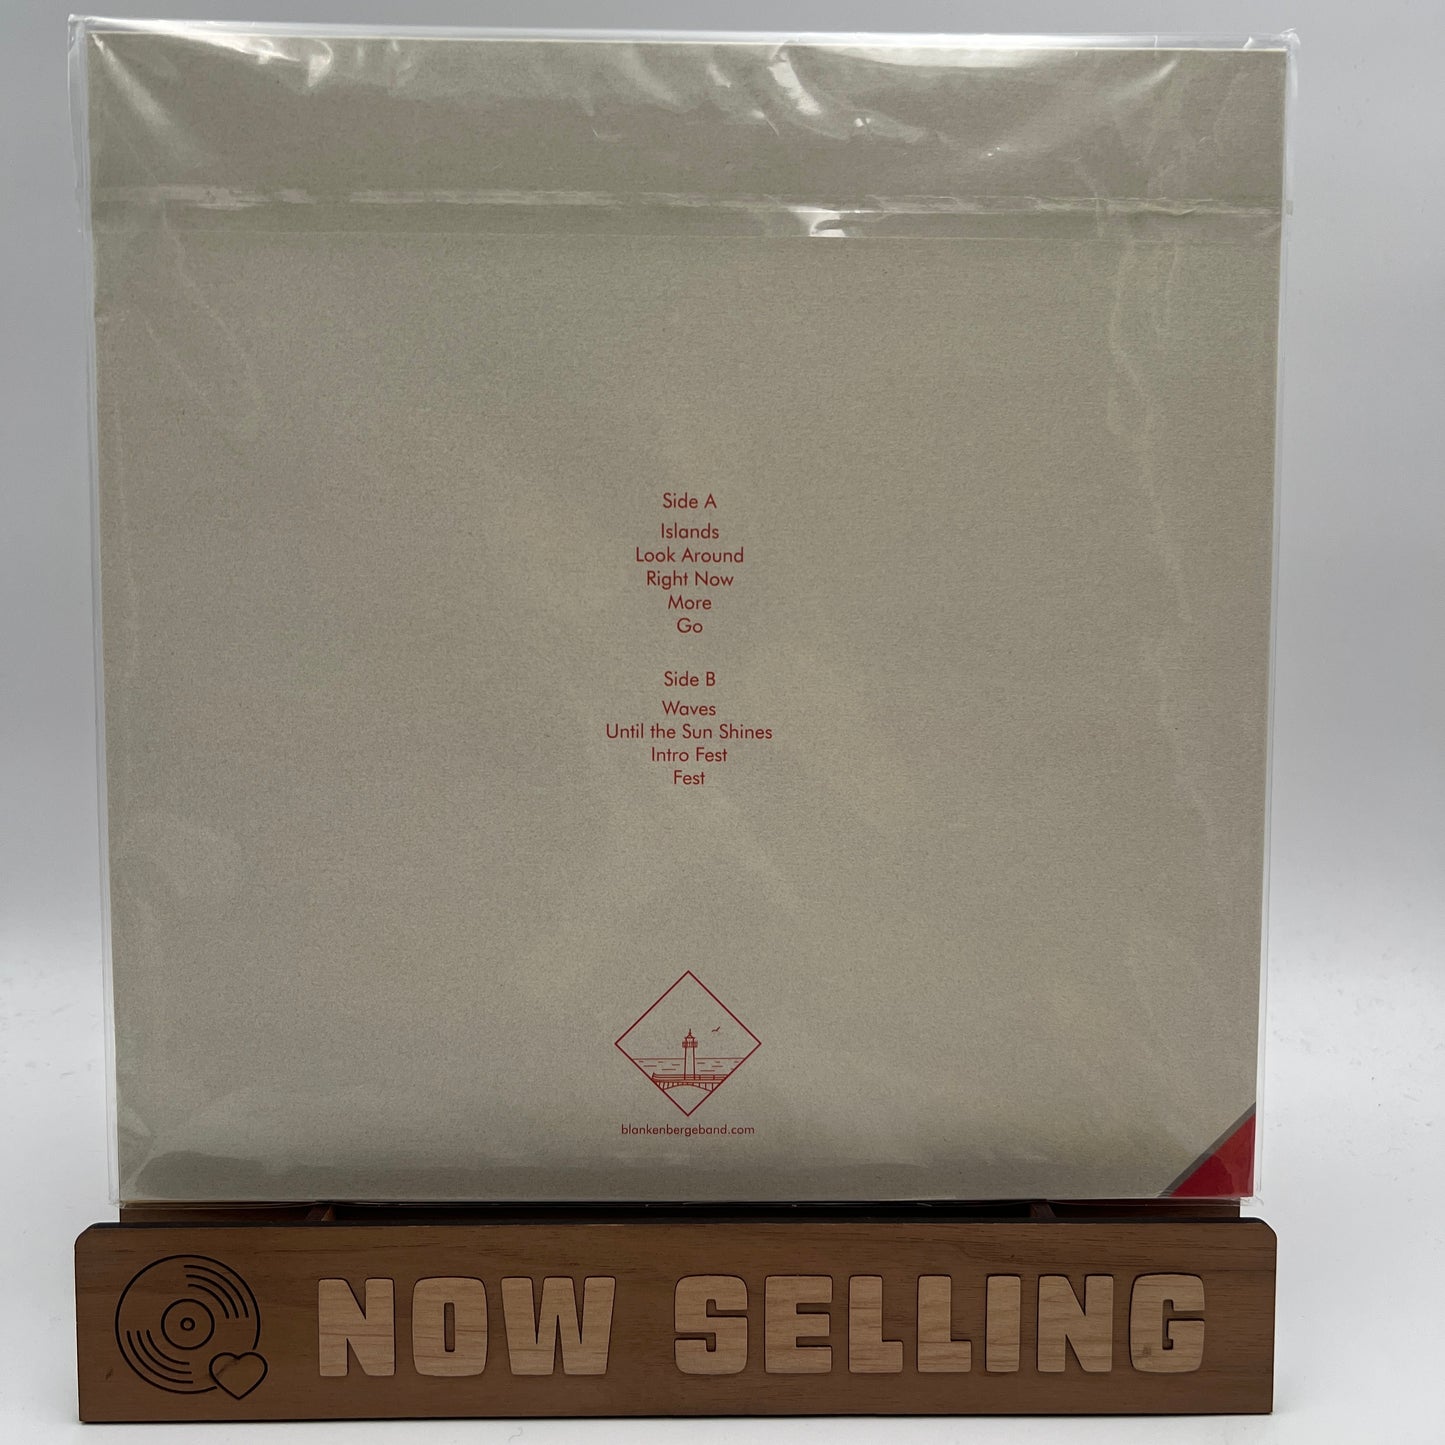 Side A
Islands
Look Around
Right Now
More
Go
Side B
Waves
Until the Sun Shines
Intro Fest
Fest
blankenbergeband.com
NOW SELLING